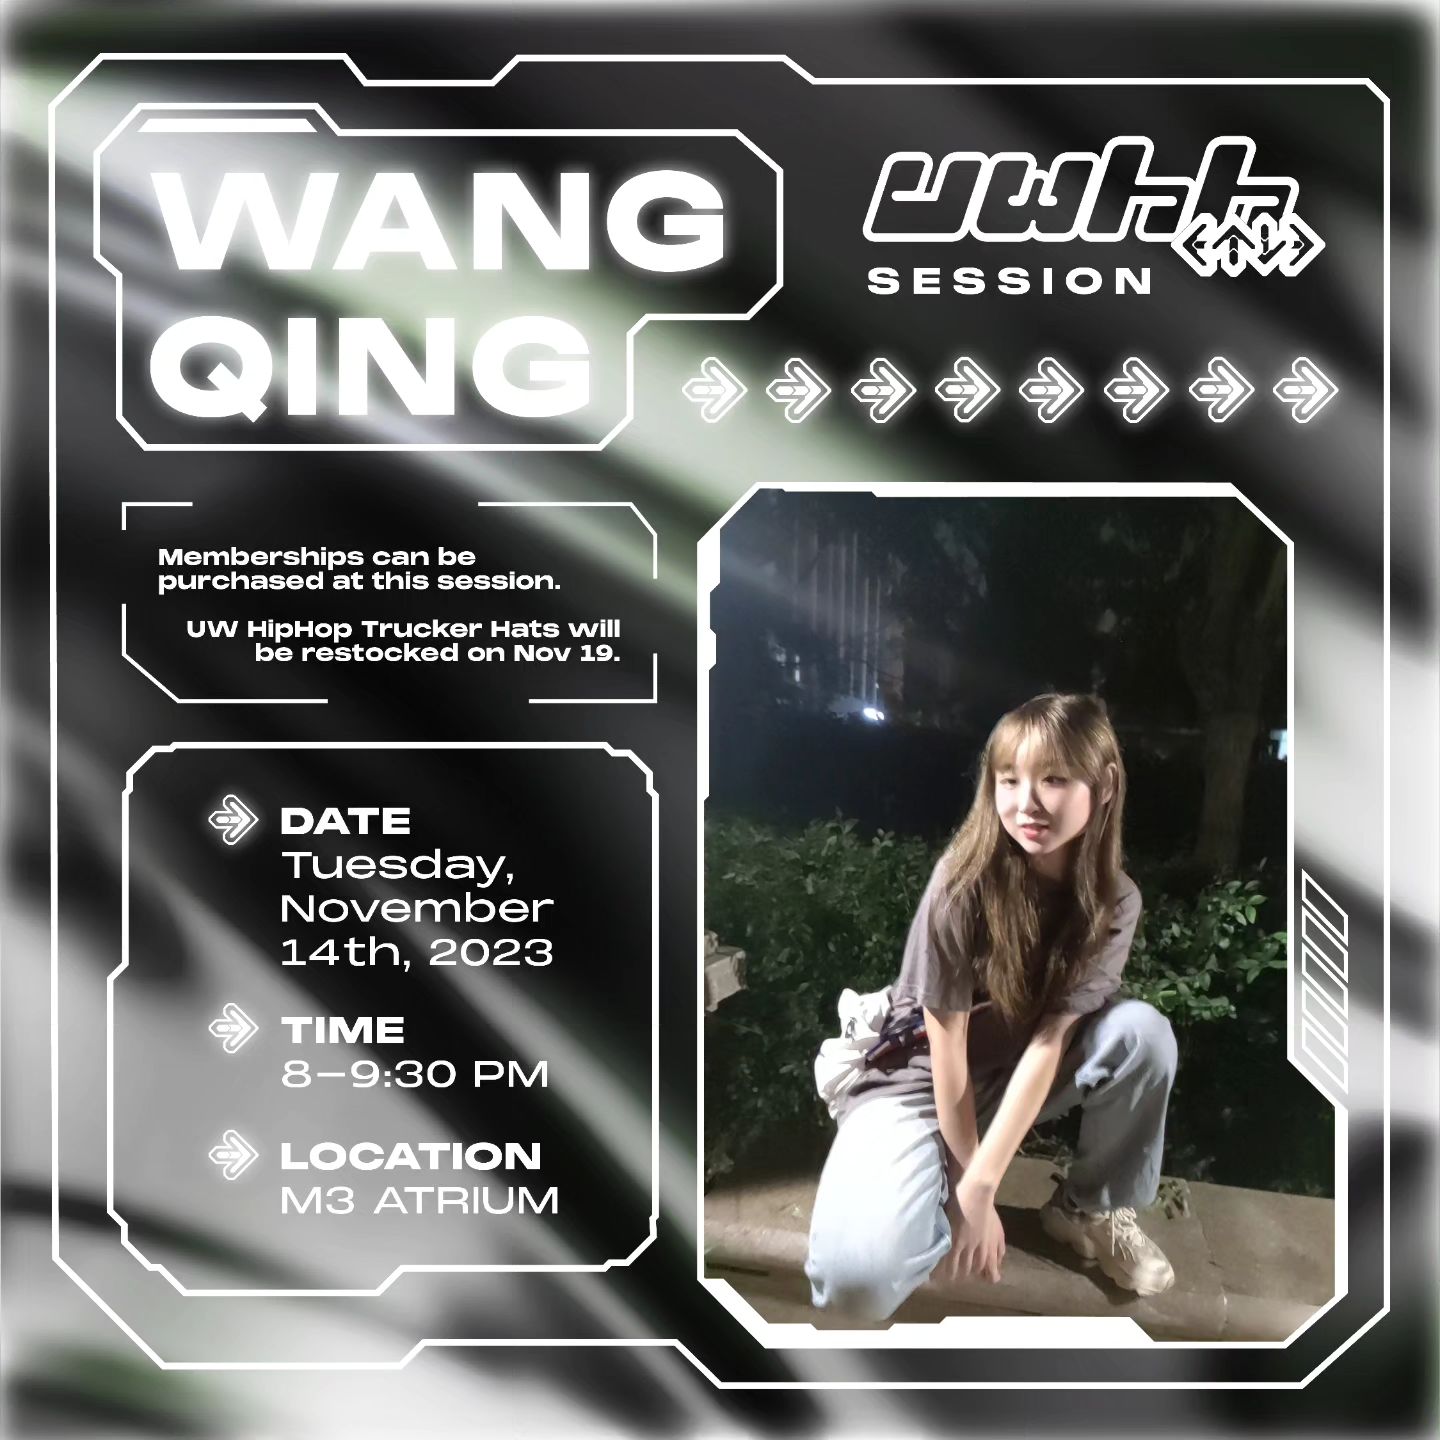 WANG
QING
uwhh
SESSION
Memberships can be
purchased at this session.
UW HipHop Trucker Hats will
be restocked on Nov 19.
DATE
Tuesday,
November
14th, 2023
TIME
8–9:30 PM
LOCATION
M3 ATRIUM